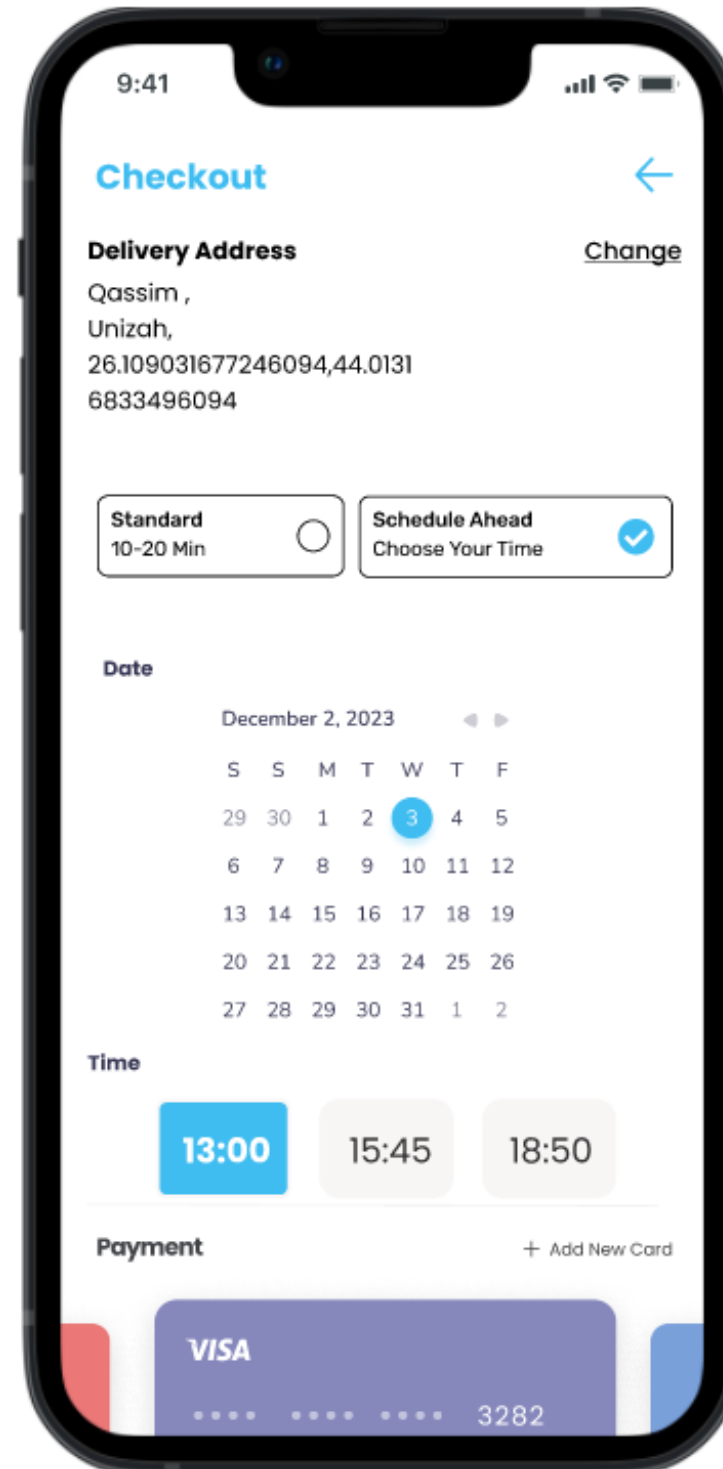 9:41
Checkout
Delivery Address
Change
Qassim ,
Unizah,
26.109031677246094,44.0131
6833496094
Standard
10-20 Min
Schedule Ahead
Choose Your Time
Date
December 2, 2023
S S M T W T F
29 30 1 2 3 4 5
6 7 8 9 10 11 12
13 14 15 16 17 18 19
20 21 22 23 24 25 26
27 28 29 30 31 1 2
Time
13:00 15:45 18:50
Payment
+ Add New Card
VISA
•••• •••• •••• 3282